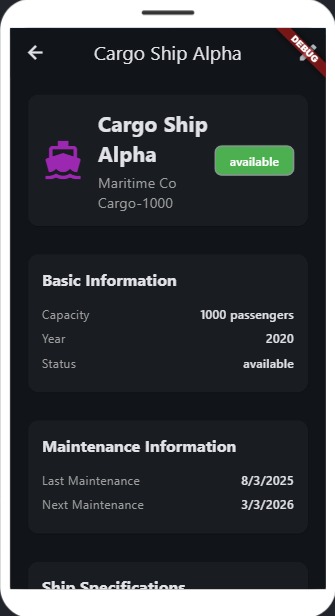 Cargo Ship Alpha
DEBUG
Cargo Ship
Alpha
available
Maritime Co
Cargo-1000
Basic Information
Capacity 1000 passengers
Year 2020
Status available
Maintenance Information
Last Maintenance 8/3/2025
Next Maintenance 3/3/2026
Ship Specifications